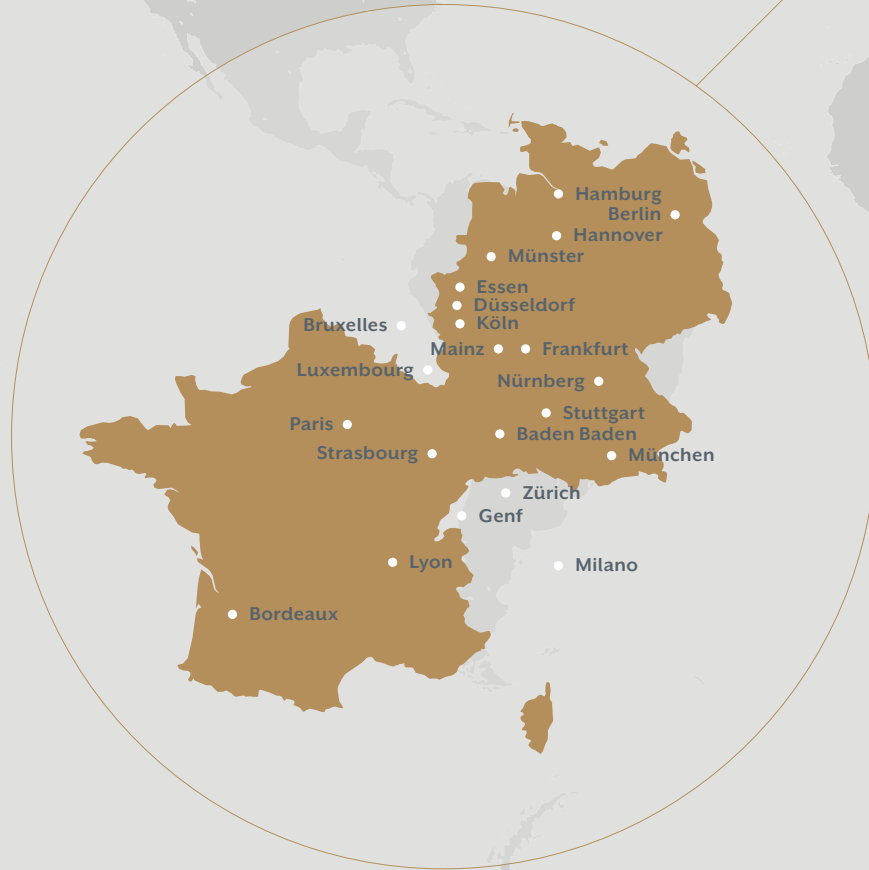 Hamburg
Berlin
Hannover
Münster
Essen
Düsseldorf
Bruxelles
Köln
Mainz
Frankfurt
Luxembourg
Nürnberg
Stuttgart
Paris
Baden Baden
Strasbourg
München
Zürich
Genf
Lyon
Milano
Bordeaux